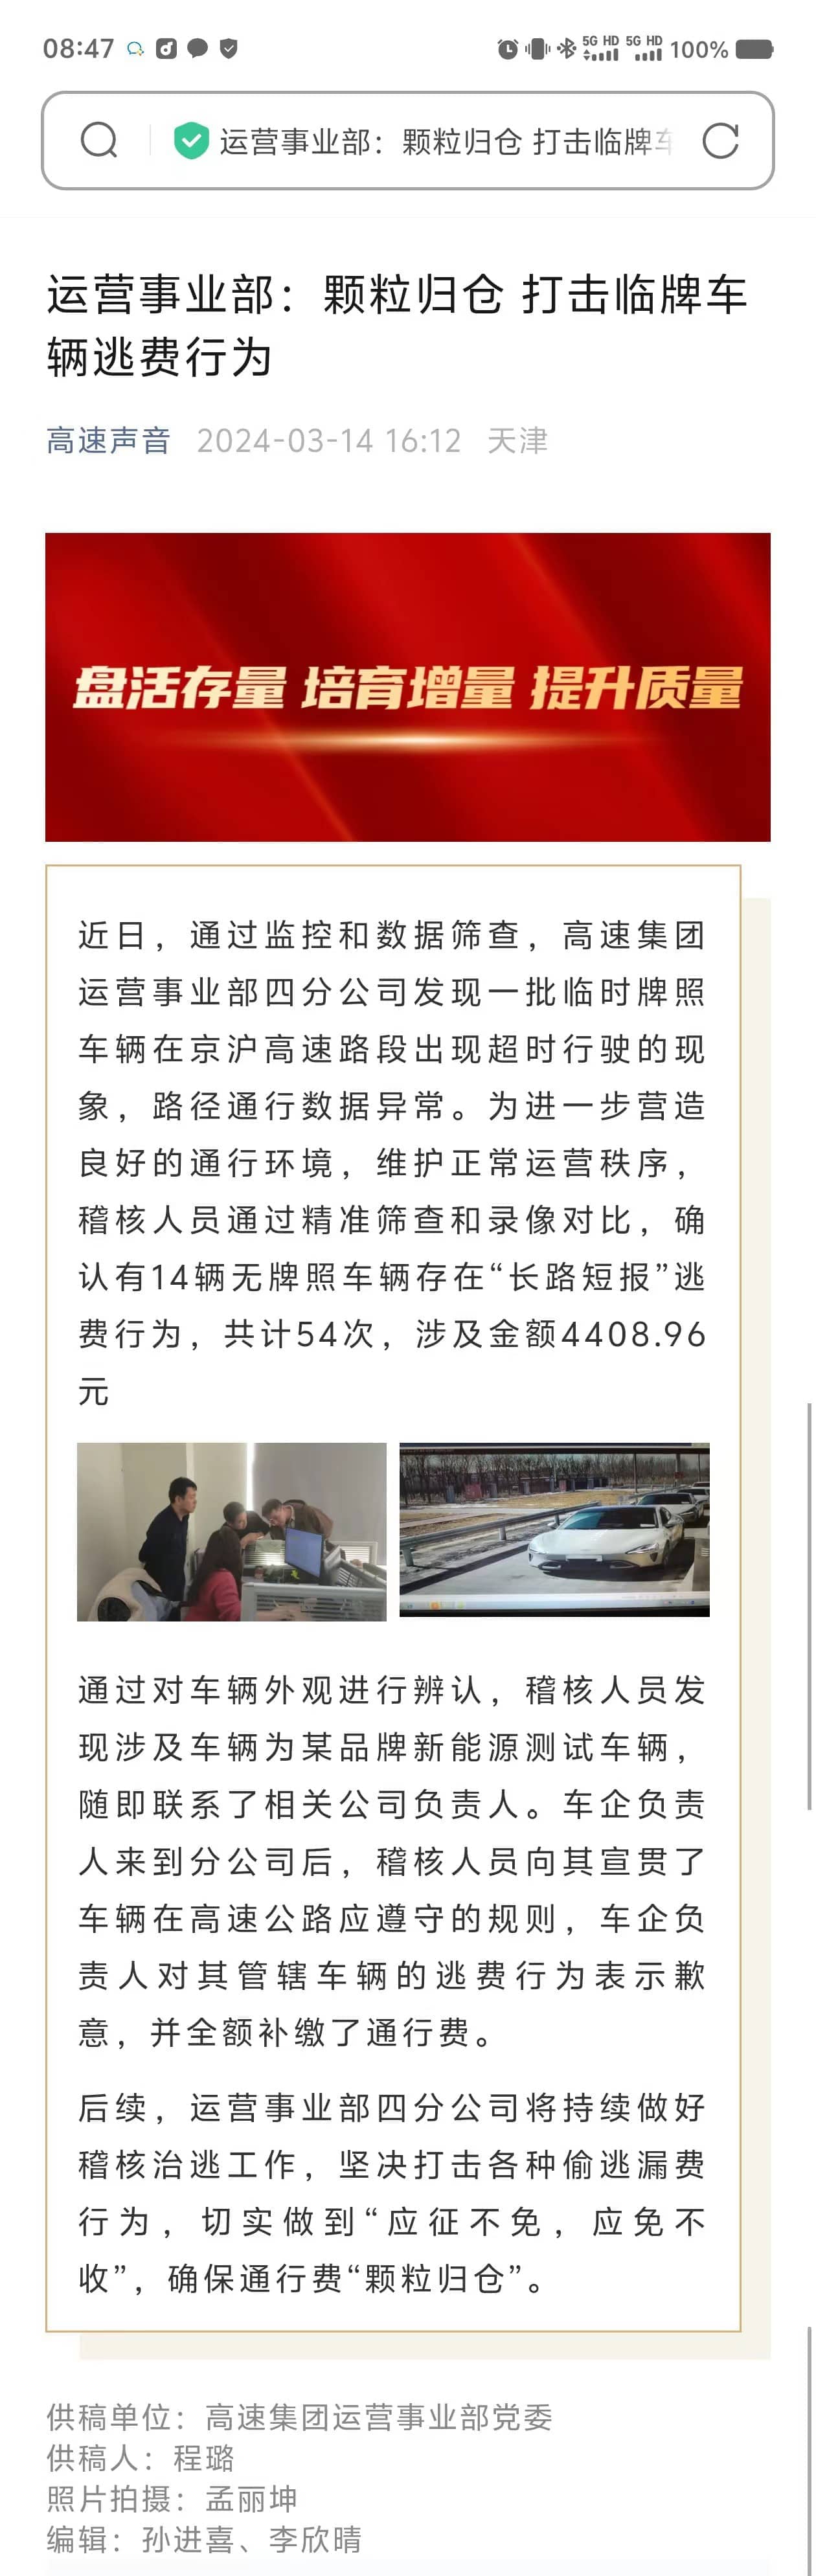 08:47
5G HD 5G HD 100%
运营事业部：颗粒归仓 打击临牌车
运营事业部：颗粒归仓 打击临牌车
辆逃费行为
高速声音 2024-03-14 16:12 天津
盘活存量 培育增量 提升质量
近日，通过监控和数据筛查，高速集团
运营事业部四分公司发现一批临时牌照
车辆在京沪高速路段出现超时行驶的现
象，路径通行数据异常。为进一步营造
良好的通行环境，维护正常运营秩序，
稽核人员通过精准筛查和录像对比，确
认有14辆无牌照车辆存在“长路短报”逃
费行为，共计54次，涉及金额4408.96
元
通过对车辆外观进行辨认，稽核人员发
现涉及车辆为某品牌新能源测试车辆，
随即联系了相关公司负责人。车企负责
人来到分公司后，稽核人员向其宣贯了
车辆在高速公路应遵守的规则，车企负
责人对其管辖车辆的逃费行为表示歉
意，并全额补缴了通行费。
后续，运营事业部四分公司将持续做好
稽核治逃工作，坚决打击各种偷逃漏费
行为，切实做到“应征不免，应免不
收”，确保通行费“颗粒归仓”。
供稿单位：高速集团运营事业部党委
供稿人：程璐
照片拍摄：孟丽坤
编辑：孙进喜、李欣晴